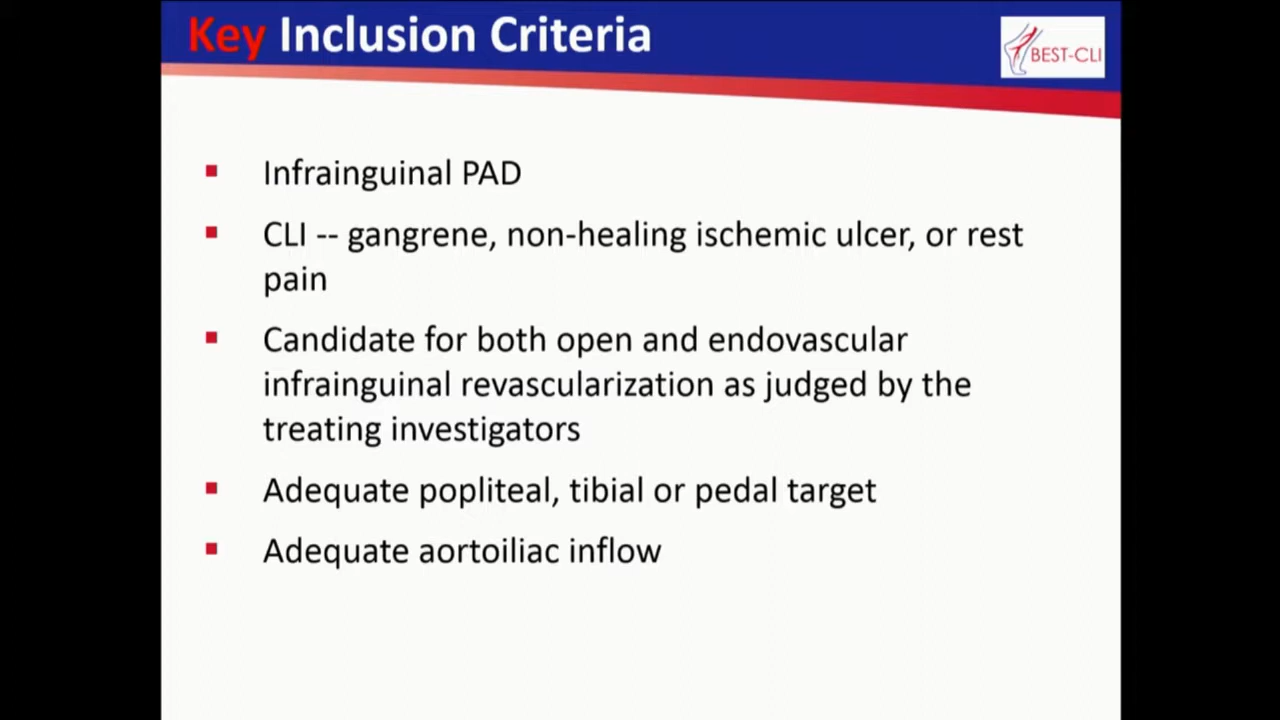 Key Inclusion Criteria
BEST-CLI
Infrainguinal PAD
CLI -- gangrene, non-healing ischemic ulcer, or rest
pain
Candidate for both open and endovascular
infrainguinal revascularization as judged by the
treating investigators
Adequate popliteal, tibial or pedal target
Adequate aortoiliac inflow